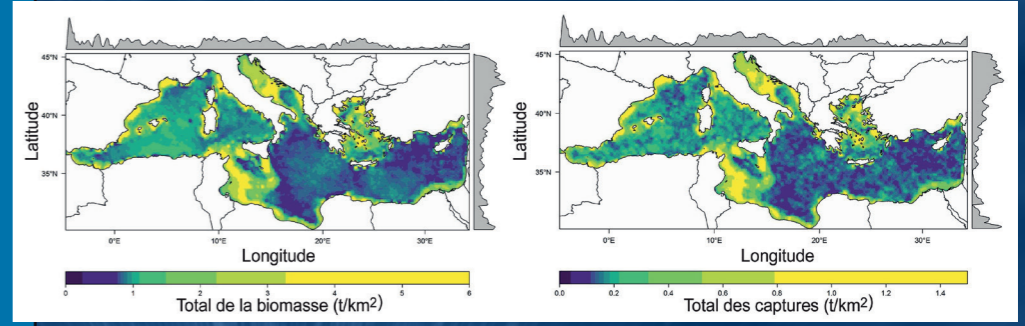 45°N
40°N
35°N
Latitude
0°E 10°E 20°E 30°E
Longitude
0 1 2 3 4 5 6
Total de la biomasse (t/km²)
45°N
40°N
35°N
Latitude
0°E 10°E 20°E 30°E
Longitude
0.0 0.2 0.4 0.6 0.8 1.0 1.2 1.4
Total des captures (t/km²)